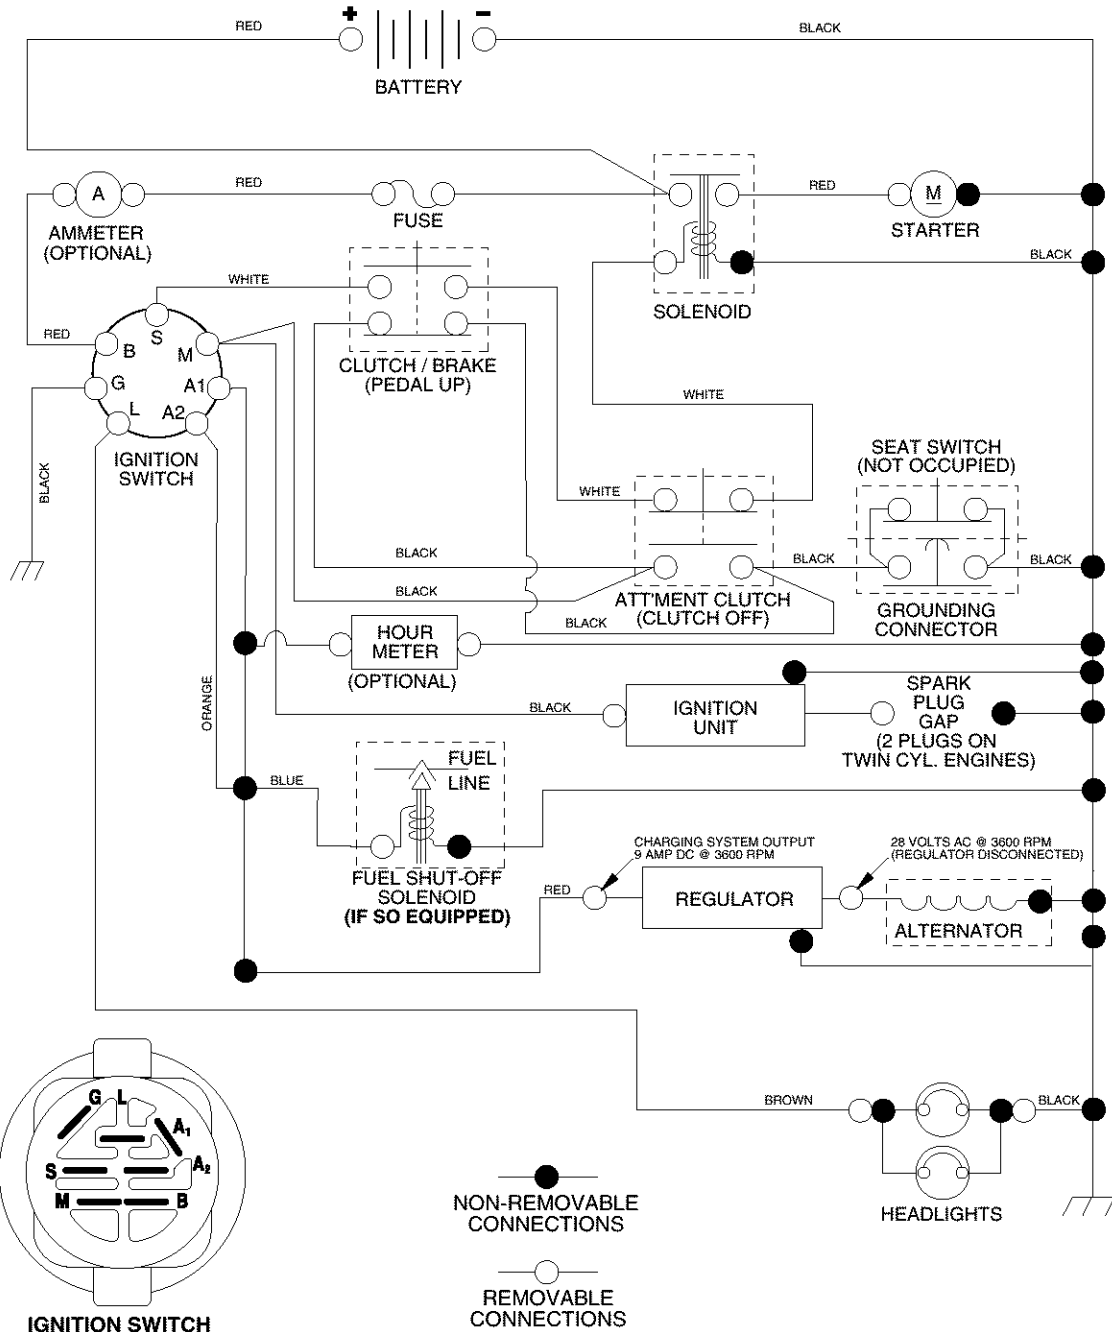 RED
+
−
BLACK
BATTERY
RED
A
AMMETER
(OPTIONAL)
FUSE
RED
M
STARTER
BLACK
SOLENOID
WHITE
RED
S
B
M
G
A1
L
A2
IGNITION
SWITCH
CLUTCH / BRAKE
(PEDAL UP)
WHITE
BLACK
SEAT SWITCH
(NOT OCCUPIED)
WHITE
BLACK
BLACK
BLACK
BLACK
BLACK
ATT'MENT CLUTCH
(CLUTCH OFF)
GROUNDING
CONNECTOR
HOUR
METER
(OPTIONAL)
ORANGE
BLACK
IGNITION
UNIT
SPARK
PLUG
GAP
(2 PLUGS ON
TWIN CYL. ENGINES)
BLUE
FUEL
LINE
FUEL SHUT-OFF
SOLENOID
(IF SO EQUIPPED)
CHARGING SYSTEM OUTPUT
9 AMP DC @ 3600 RPM
28 VOLTS AC @ 3600 RPM
(REGULATOR DISCONNECTED)
RED
REGULATOR
ALTERNATOR
G L
A1
S
A2
M
B
IGNITION SWITCH
BROWN
BLACK
HEADLIGHTS
NON-REMOVABLE
CONNECTIONS
REMOVABLE
CONNECTIONS